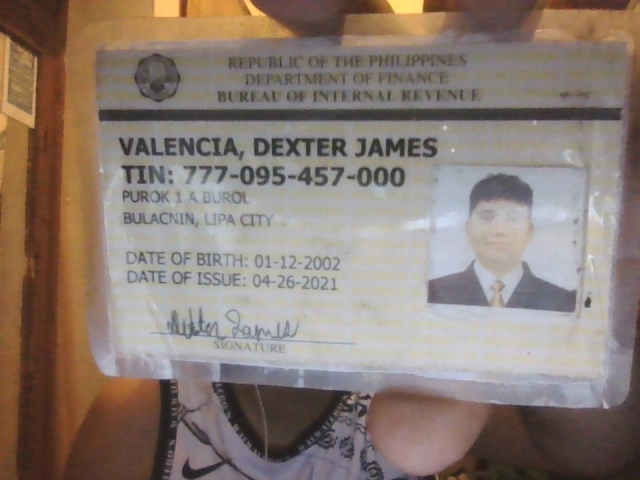 REPUBLIC OF THE PHILIPPINES
DEPARTMENT OF FINANCE
BUREAU OF INTERNAL REVENUE
VALENCIA, DEXTER JAMES
TIN: 777-095-457-000
PUROK 1 A BUROL
BULACNIN, LIPA CITY
DATE OF BIRTH: 01-12-2002
DATE OF ISSUE: 04-26-2021
Dexter James
SIGNATURE